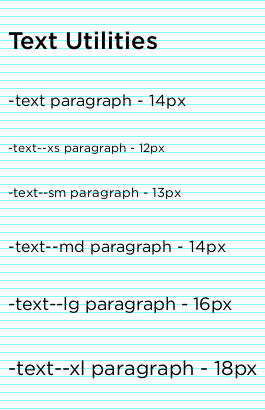 Text Utilities
-text paragraph - 14px
-text--xs paragraph - 12px
-text--sm paragraph - 13px
-text--md paragraph - 14px
-text--lg paragraph - 16px
-text--xl paragraph - 18px